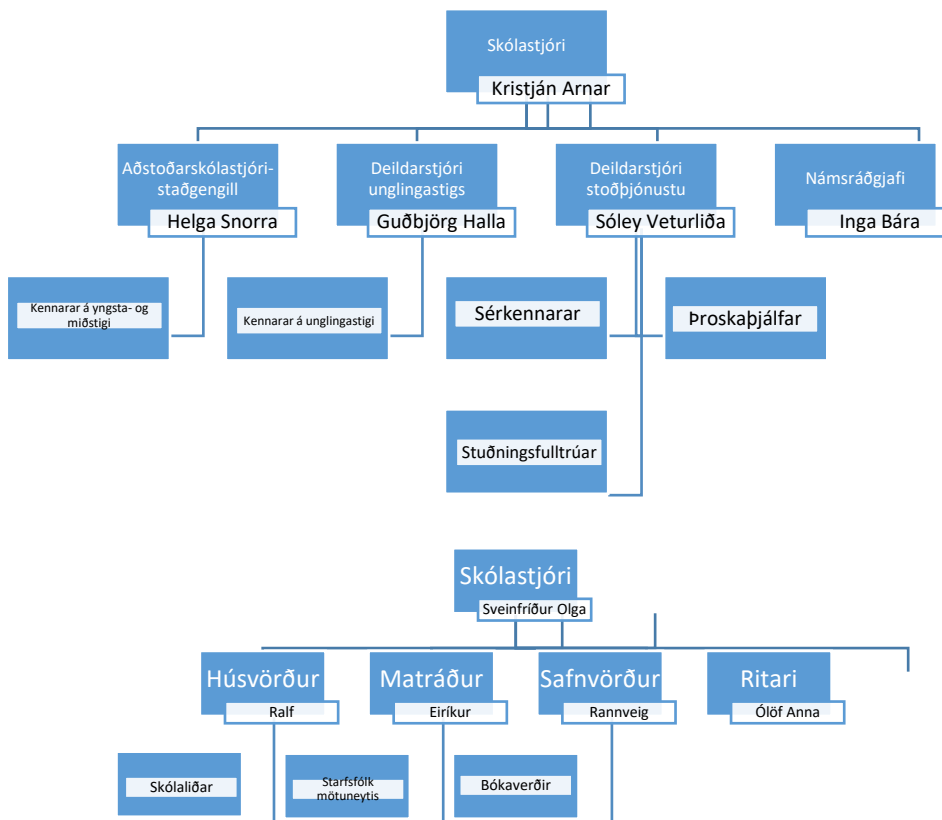 Skólastjóri
Kristján Arnar
Aðstoðarskólastjóri-
staðgengill
Helga Snorra
Deildarstjóri
unglingastigs
Guðbjörg Halla
Deildarstjóri
stoðþjónustu
Sóley Veturliða
Námsráðgjafi
Inga Bára
Kennarar á yngsta- og
miðstigi
Kennarar á unglingastigi
Sérkennarar
Þroskaþjálfar
Stuðningsfulltrúar
Skólastjóri
Sveinfríður Olga
Húsvörður
Ralf
Matráður
Eiríkur
Safnvörður
Rannveig
Ritari
Ólöf Anna
Skólaliðar
Starfsfólk
mötuneytis
Bókaverðir